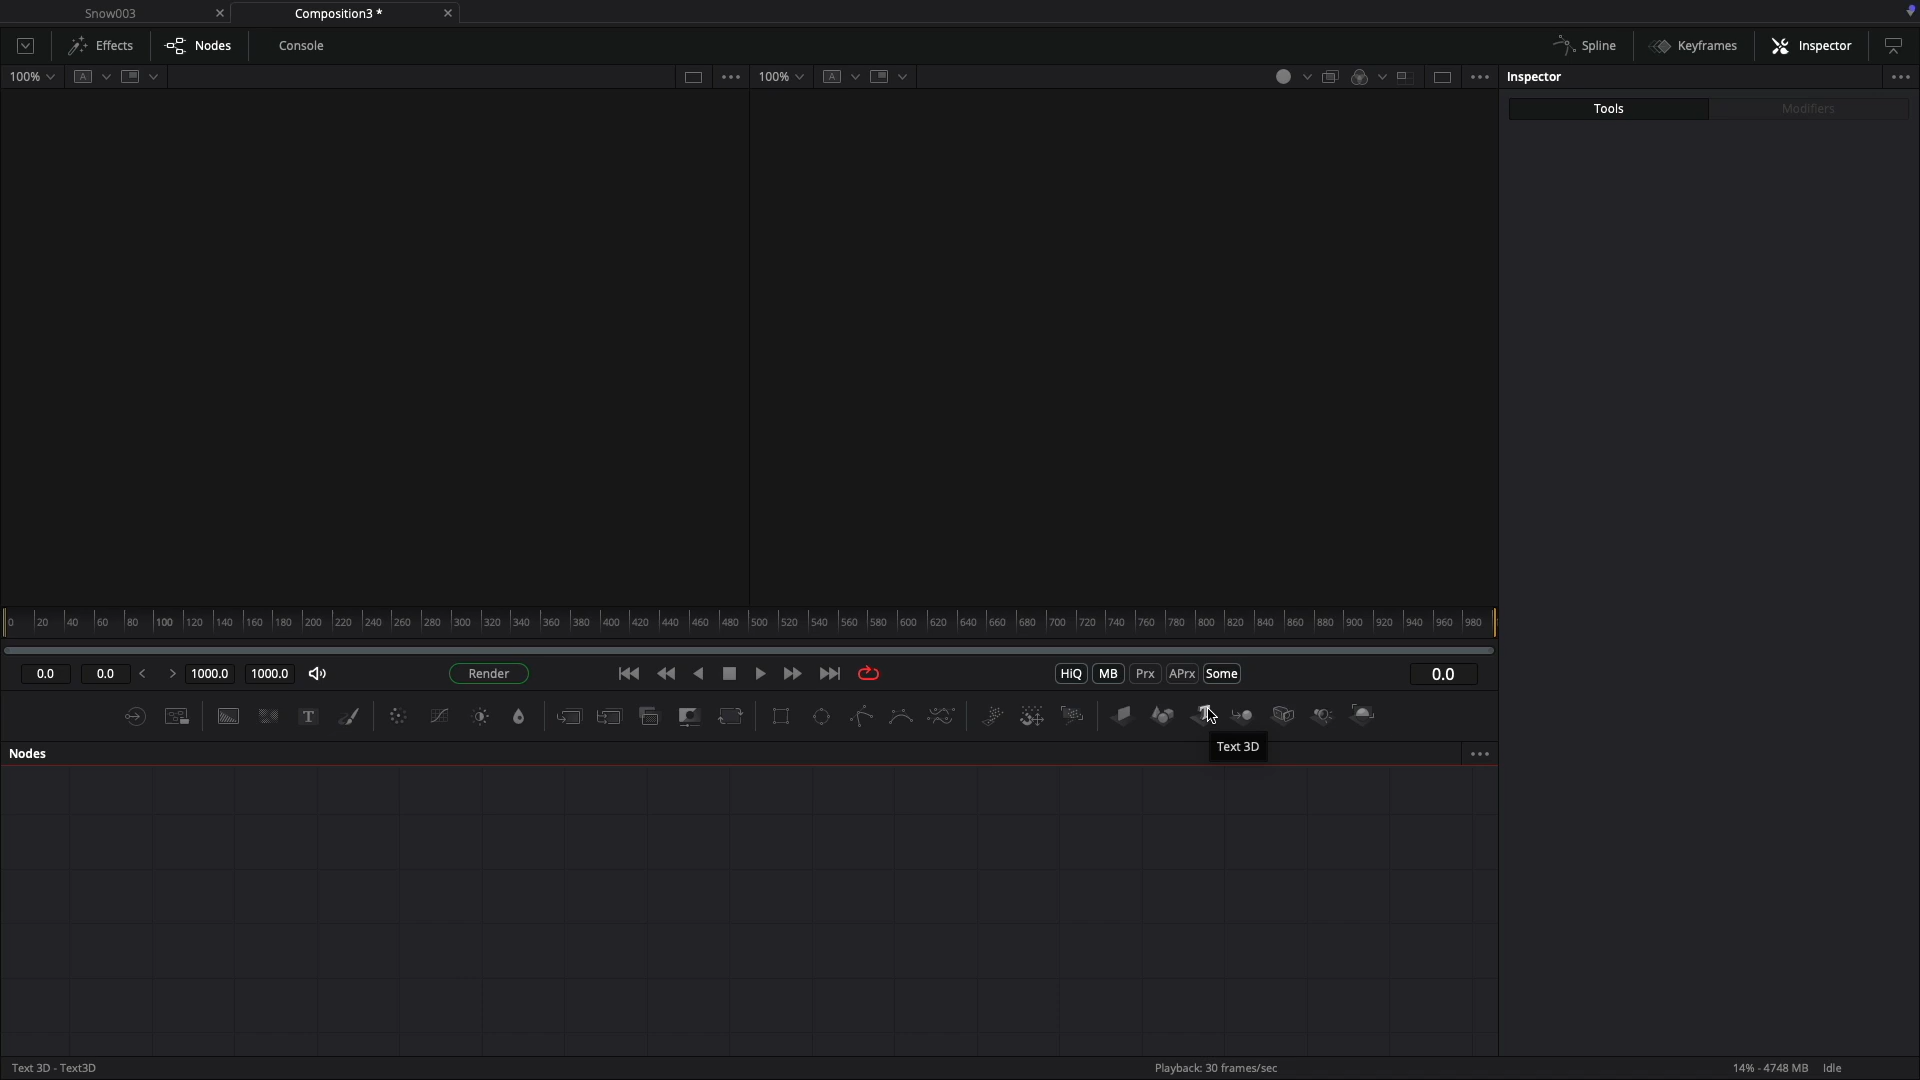 Snow003 Composition3 *
Effects Nodes Console Spline Keyframes Inspector
100% A 100% A Inspector
Tools Modifiers
0 20 40 60 80 100 120 140 160 180 200 220 240 260 280 300 320 340 360 380 400 420 440 460 480 500 520 540 560 580 600 620 640 660 680 700 720 740 760 780 800 820 840 860 880 900 920 940 960 980
0.0 0.0 < > 1000.0 1000.0 Render HiQ MB Prx APrx Some 0.0
T T
Text 3D
Nodes
Text 3D - Text3D Playback: 30 frames/sec 14% - 4748 MB Idle